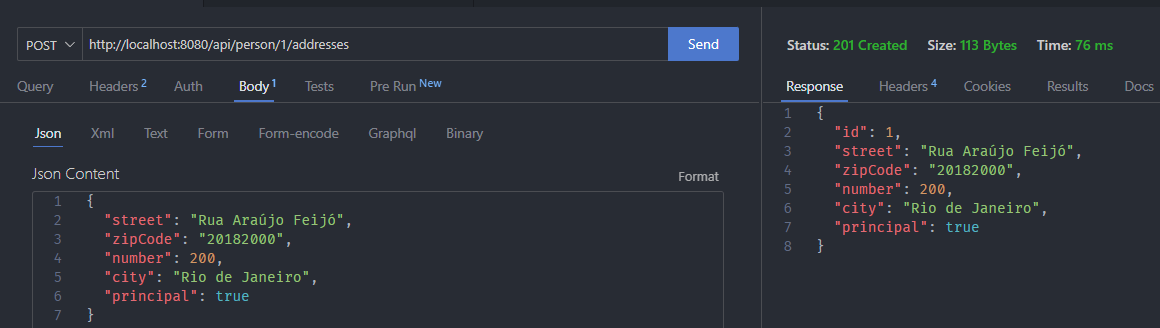 POST http://localhost:8080/api/person/1/addresses Send
Query Headers 2 Auth Body 1 Tests Pre Run New
Json Xml Text Form Form-encode Graphql Binary
Json Content Format
1 {
2 "street": "Rua Araújo Feijó",
3 "zipCode": "20182000",
4 "number": 200,
5 "city": "Rio de Janeiro",
6 "principal": true
7 }
Status: 201 Created Size: 113 Bytes Time: 76 ms
Response Headers 4 Cookies Results Docs
1 {
2 "id": 1,
3 "street": "Rua Araújo Feijó",
4 "zipCode": "20182000",
5 "number": 200,
6 "city": "Rio de Janeiro",
7 "principal": true
8 }